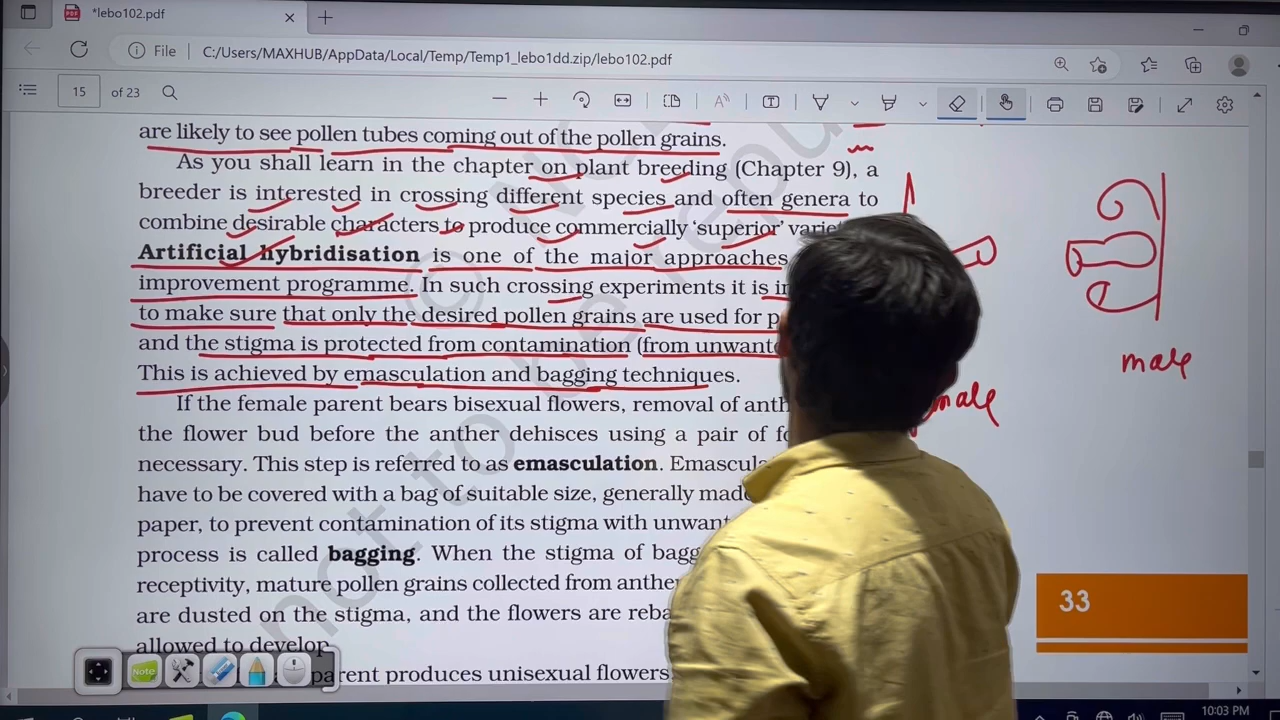 *lebo102.pdf
File C:/Users/MAXHUB/AppData/Local/Temp/Temp1_lebo1dd.zip/lebo102.pdf
15 of 23
are likely to see pollen tubes coming out of the pollen grains.
As you shall learn in the chapter on plant breeding (Chapter 9), a
breeder is interested in crossing different species and often genera to
combine desirable characters to produce commercially ‘superior’
Artificial hybridisation is one of the major approaches
improvement programme. In such crossing experiments it is
to make sure that only the desired pollen grains are used for
and the stigma is protected from contamination (from
This is achieved by emasculation and bagging techniques.
If the female parent bears bisexual flowers, removal of
the flower bud before the anther dehisces using a pair of
necessary. This step is referred to as emasculation.
have to be covered with a bag of suitable size, generally made
paper, to prevent contamination of its stigma with
process is called bagging. When the stigma of
receptivity, mature pollen grains collected from
are dusted on the stigma, and the flowers are
allowed to develop
produces unisexual flowers
male
33
Note
not to be
10:03 PM